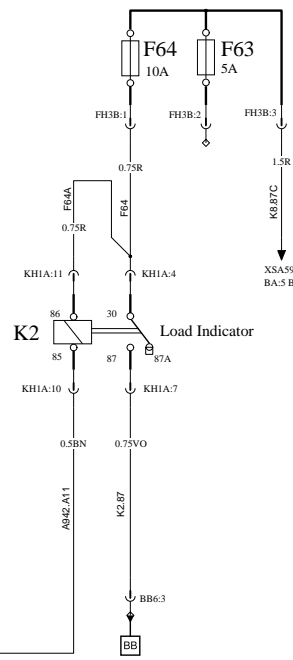 F64
10A
F63
5A
FH3B:1
FH3B:2
FH3B:3
0.75R
1.5R
F64A
F64
K8.87C
0.75R
XSA59
BA:5 B
KH1A:11
KH1A:4
86
30
K2
Load Indicator
85
87
87A
KH1A:10
KH1A:7
0.5BN
0.75VO
A942.A11
K2.87
BB6:3
BB